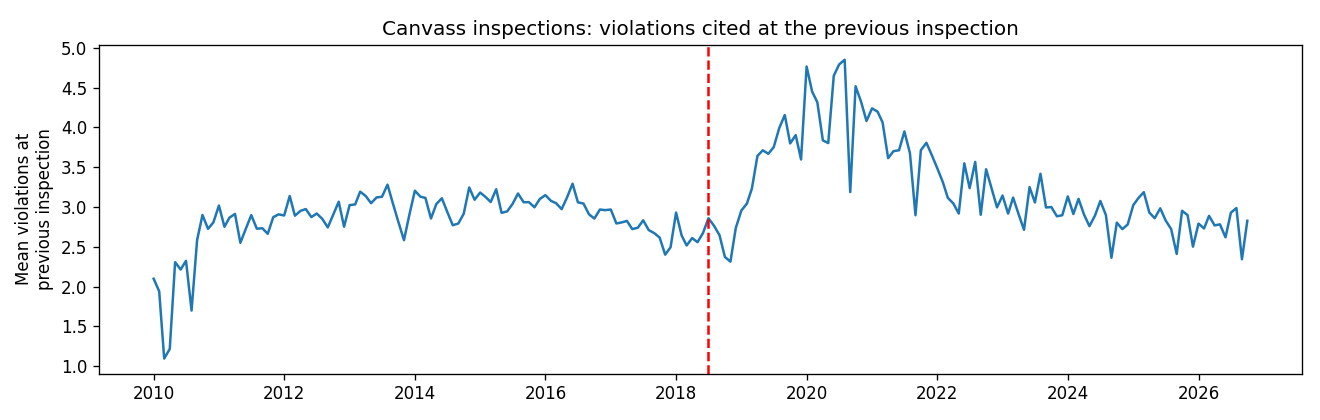 Canvass inspections: violations cited at the previous inspection
Mean violations at
previous inspection
5.0
4.5
4.0
3.5
3.0
2.5
2.0
1.5
1.0
2010 2012 2014 2016 2018 2020 2022 2024 2026